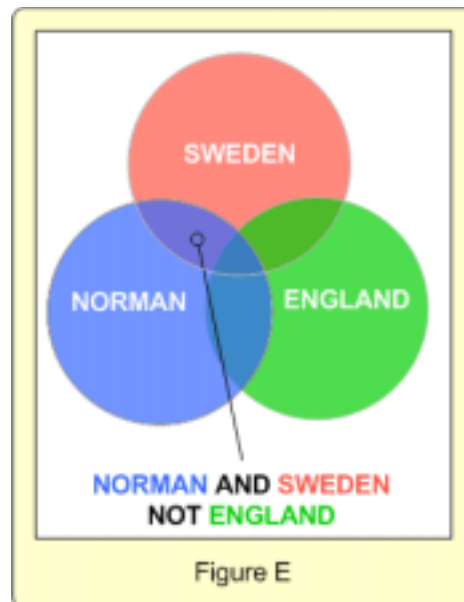 SWEDEN
NORMAN
ENGLAND
NORMAN AND SWEDEN
NOT ENGLAND
Figure E